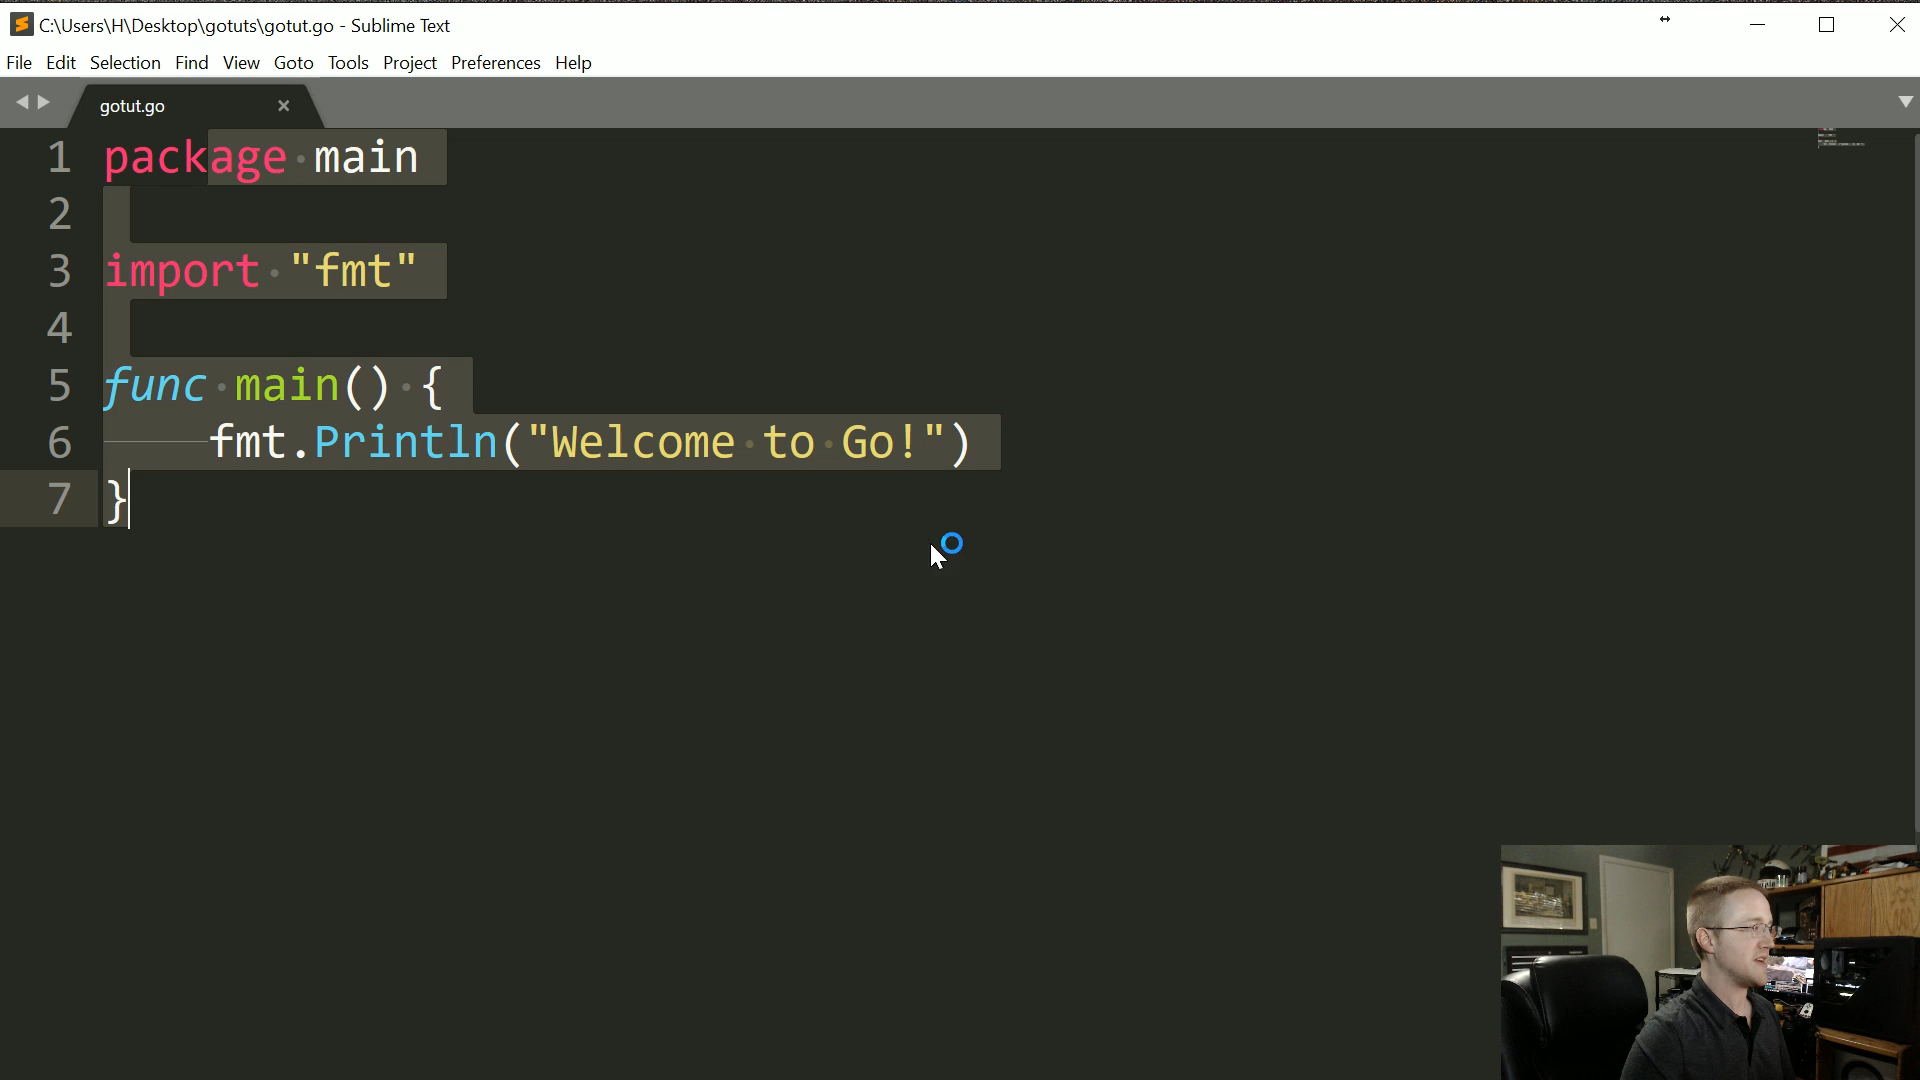 C:\Users\H\Desktop\gotuts\gotut.go - Sublime Text
File Edit Selection Find View Goto Tools Project Preferences Help
gotut.go
1 package main
2
3 import "fmt"
4
5 func main() {
6 fmt.Println("Welcome to Go!")
7 }